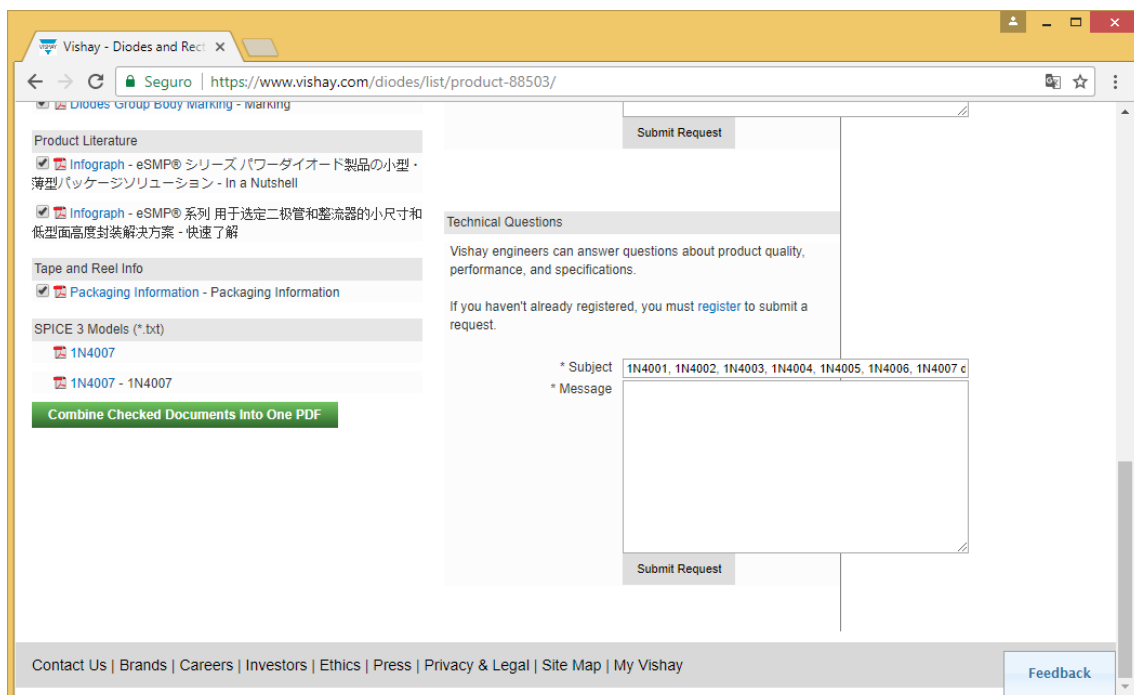 Vishay - Diodes and Rect
Seguro | https://www.vishay.com/diodes/list/product-88503/
Diodes Group Body Marking - Marking
Product Literature
Infograph - eSMP® シリーズ パワーダイオード製品の小型・
薄型パッケージソリューション - In a Nutshell
Infograph - eSMP® 系列 用于选定二极管和整流器的小尺寸和
低型面高度封装解决方案 - 快速了解
Tape and Reel Info
Packaging Information - Packaging Information
SPICE 3 Models (*.txt)
1N4007
1N4007 - 1N4007
Combine Checked Documents Into One PDF
Submit Request
Technical Questions
Vishay engineers can answer questions about product quality,
performance, and specifications.
If you haven't already registered, you must register to submit a
request.
* Subject 1N4001, 1N4002, 1N4003, 1N4004, 1N4005, 1N4006, 1N4007 c
* Message
Submit Request
Contact Us | Brands | Careers | Investors | Ethics | Press | Privacy & Legal | Site Map | My Vishay
Feedback